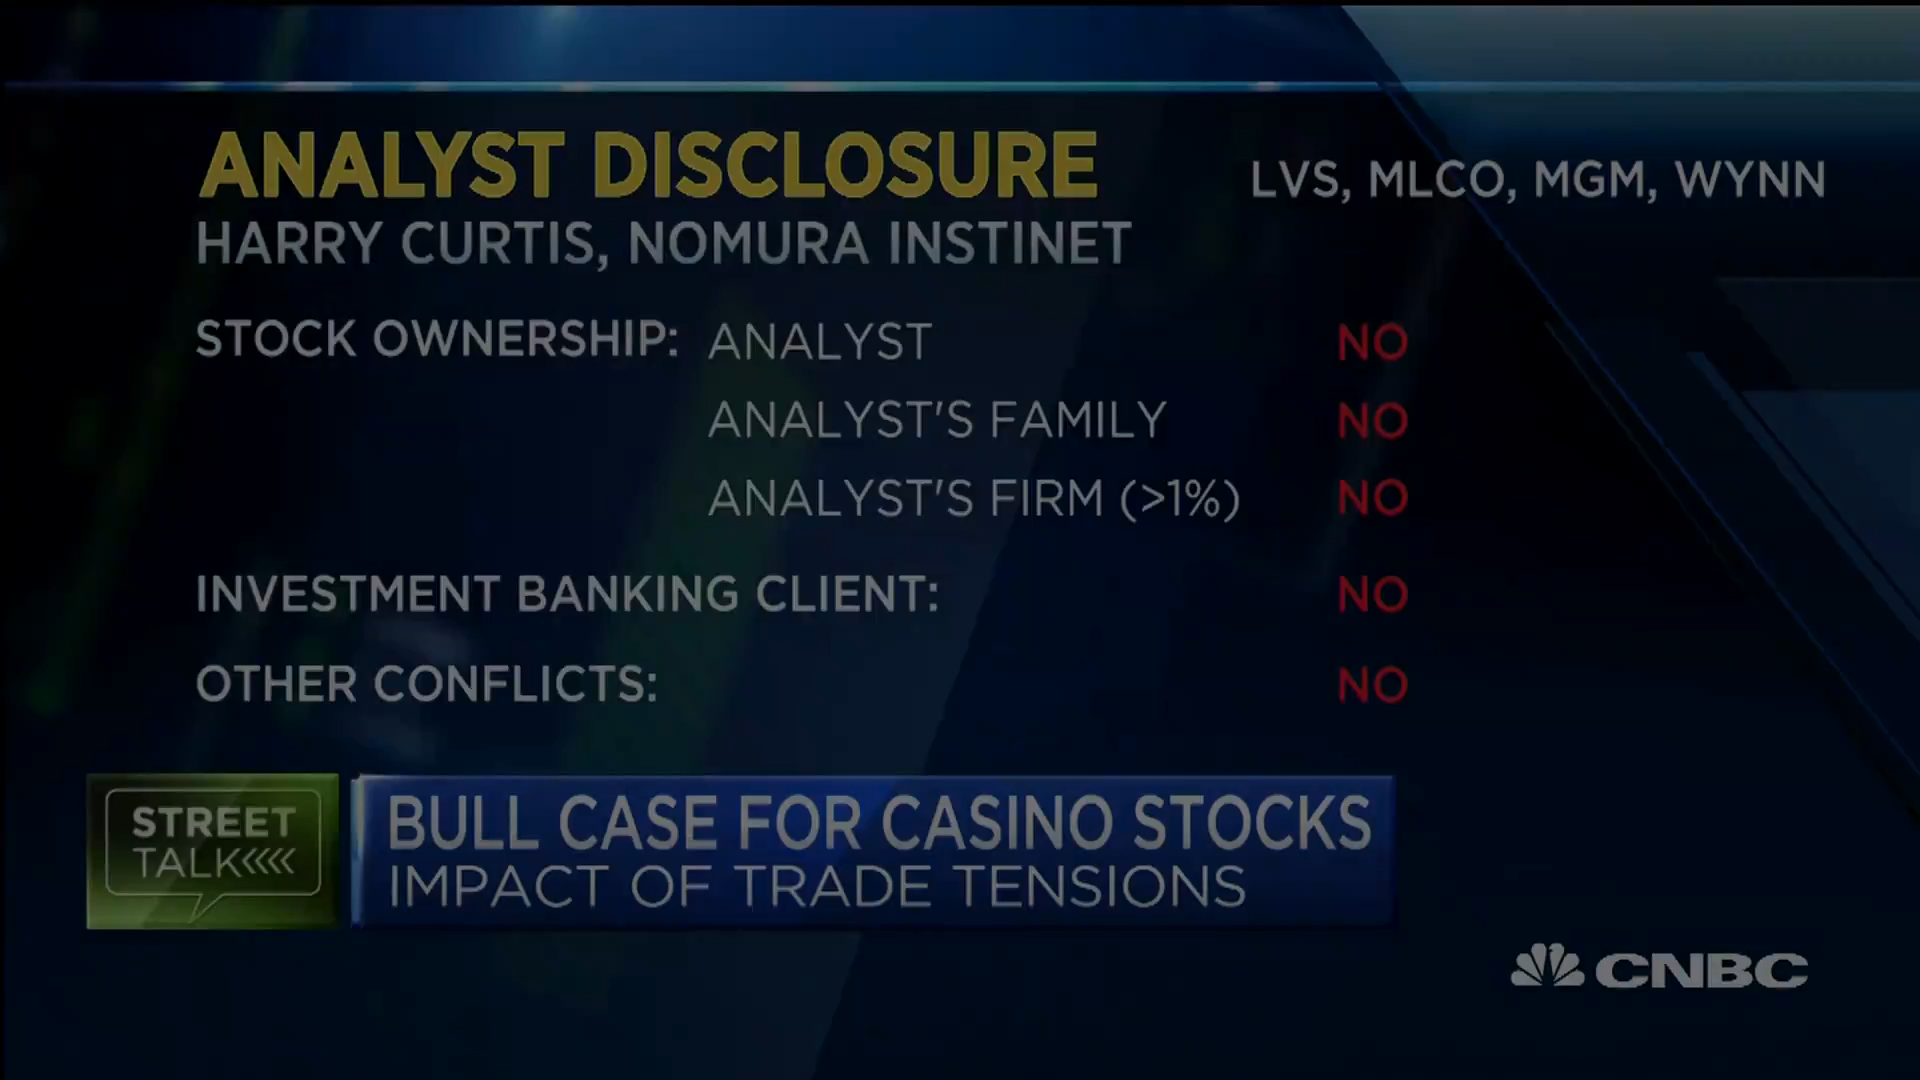 ANALYST DISCLOSURE
LVS, MLCO, MGM, WYNN
HARRY CURTIS, NOMURA INSTINET
STOCK OWNERSHIP: ANALYST NO
ANALYST'S FAMILY NO
ANALYST'S FIRM (>1%) NO
INVESTMENT BANKING CLIENT: NO
OTHER CONFLICTS: NO
STREET
TALK<<<<
BULL CASE FOR CASINO STOCKS
IMPACT OF TRADE TENSIONS
CNBC